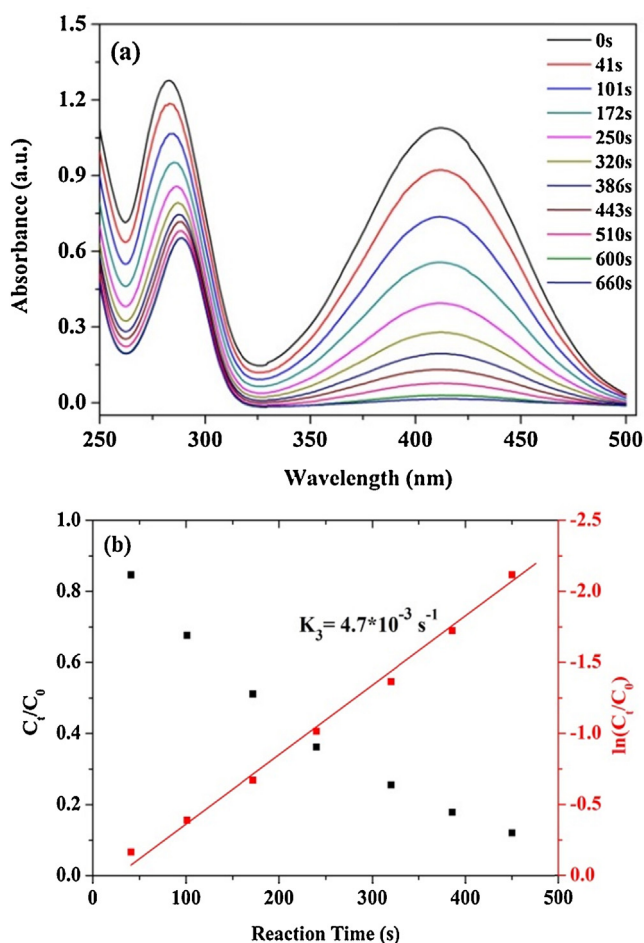 (a)
1.5
1.2
0.9
0.6
0.3
0.0
Absorbance (a.u.)
0s
41s
101s
172s
250s
320s
386s
443s
510s
600s
660s
250 300 350 400 450 500
Wavelength (nm)
(b)
1.0
0.8
0.6
0.4
0.2
0.0
Cₜ/C₀
K₃= 4.7*10⁻³ s⁻¹
-2.5
-2.0
-1.5
-1.0
-0.5
0.0
ln(Cₜ/C₀)
0 100 200 300 400 500
Reaction Time (s)